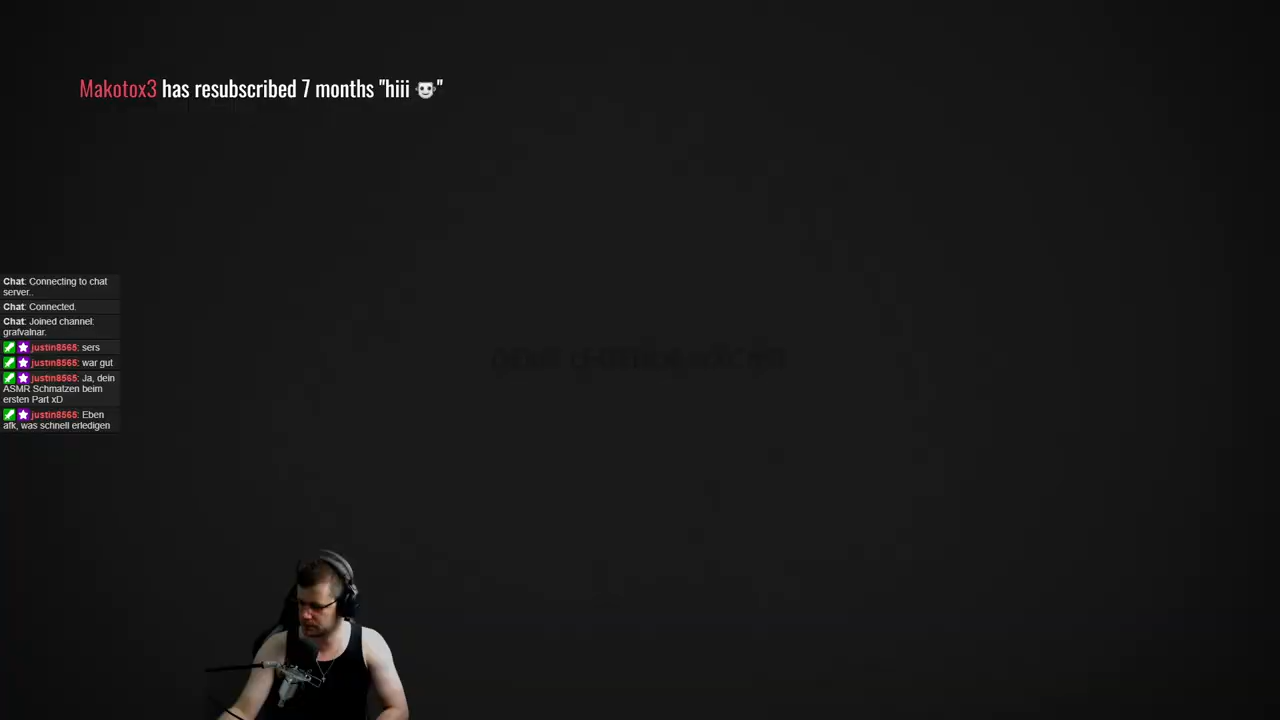 Makotox3 has resubscribed 7 months "hiii "
Chat: Connecting to chat
server..
Chat: Connected.
Chat: Joined channel:
grafvalnar.
justin8565: sers
justin8565: war gut
justin8565: Ja, dein
ASMR Schmatzen beim
ersten Part xD
justin8565: Eben
afk, was schnell erledigen